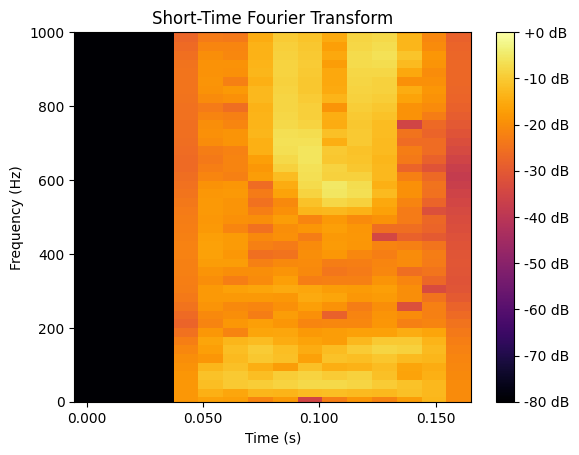 Short-Time Fourier Transform
1000
800
600
400
200
0
Frequency (Hz)
0.000
0.050
0.100
0.150
Time (s)
+0 dB
-10 dB
-20 dB
-30 dB
-40 dB
-50 dB
-60 dB
-70 dB
-80 dB